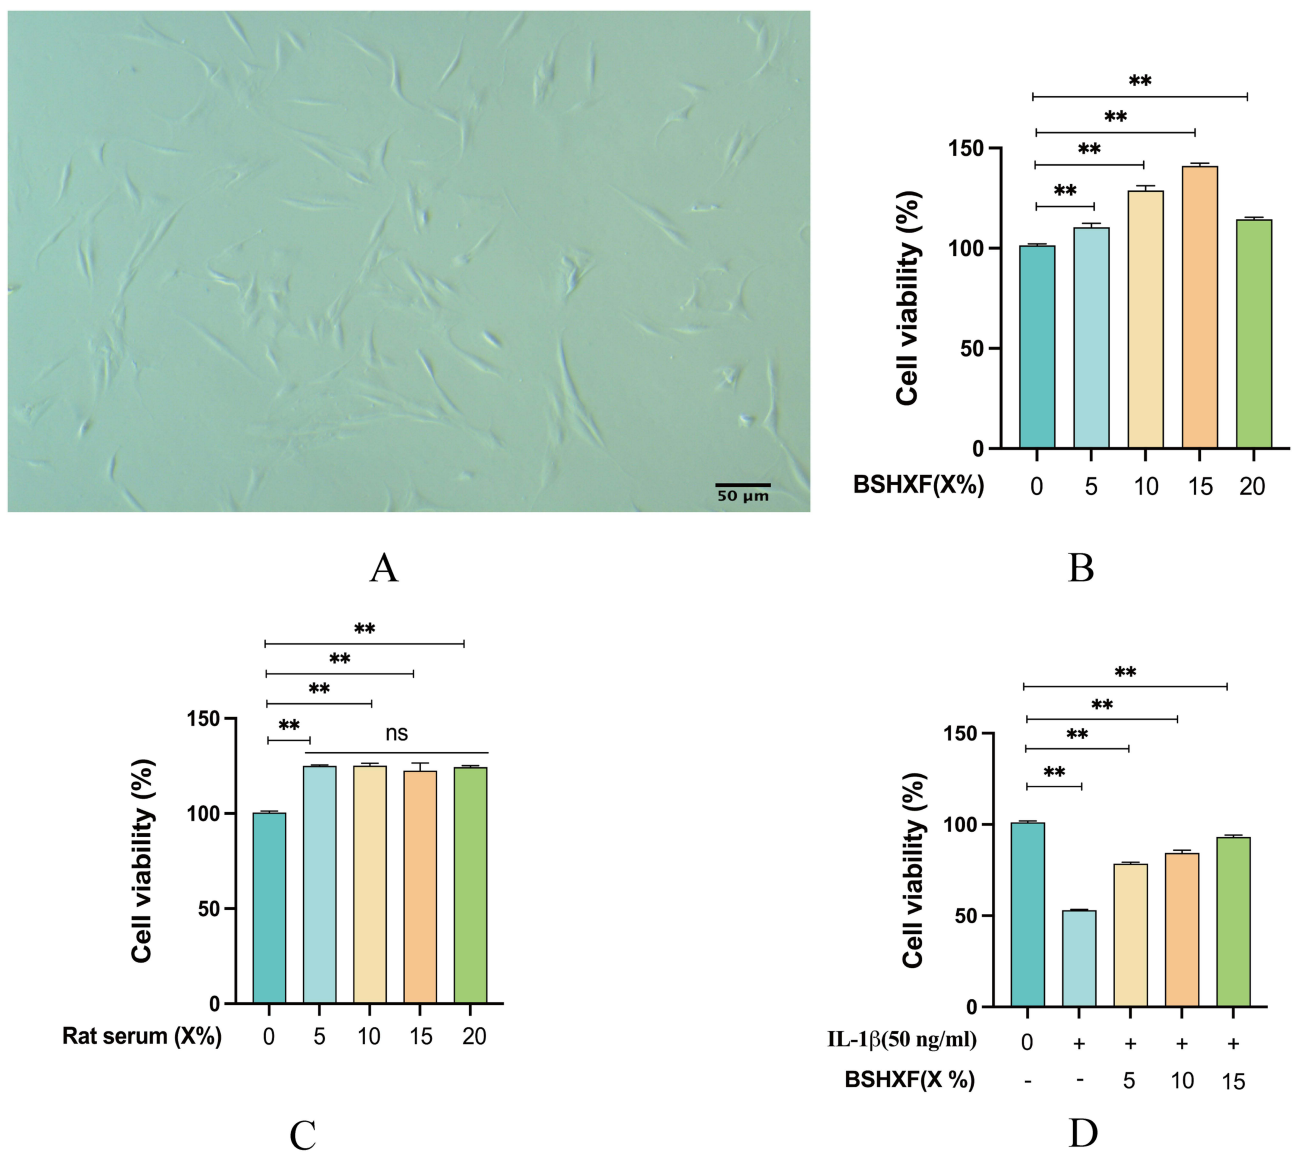 50 µm
A
**
**
**
**
150
100
50
0
Cell viability (%)
BSHXF(X%) 0 5 10 15 20
B
**
**
**
**
ns
150
100
50
0
Cell viability (%)
Rat serum (X%) 0 5 10 15 20
C
**
**
**
**
150
100
50
0
Cell viability (%)
IL-1β(50 ng/ml) 0 + + + +
BSHXF(X %) - - 5 10 15
D